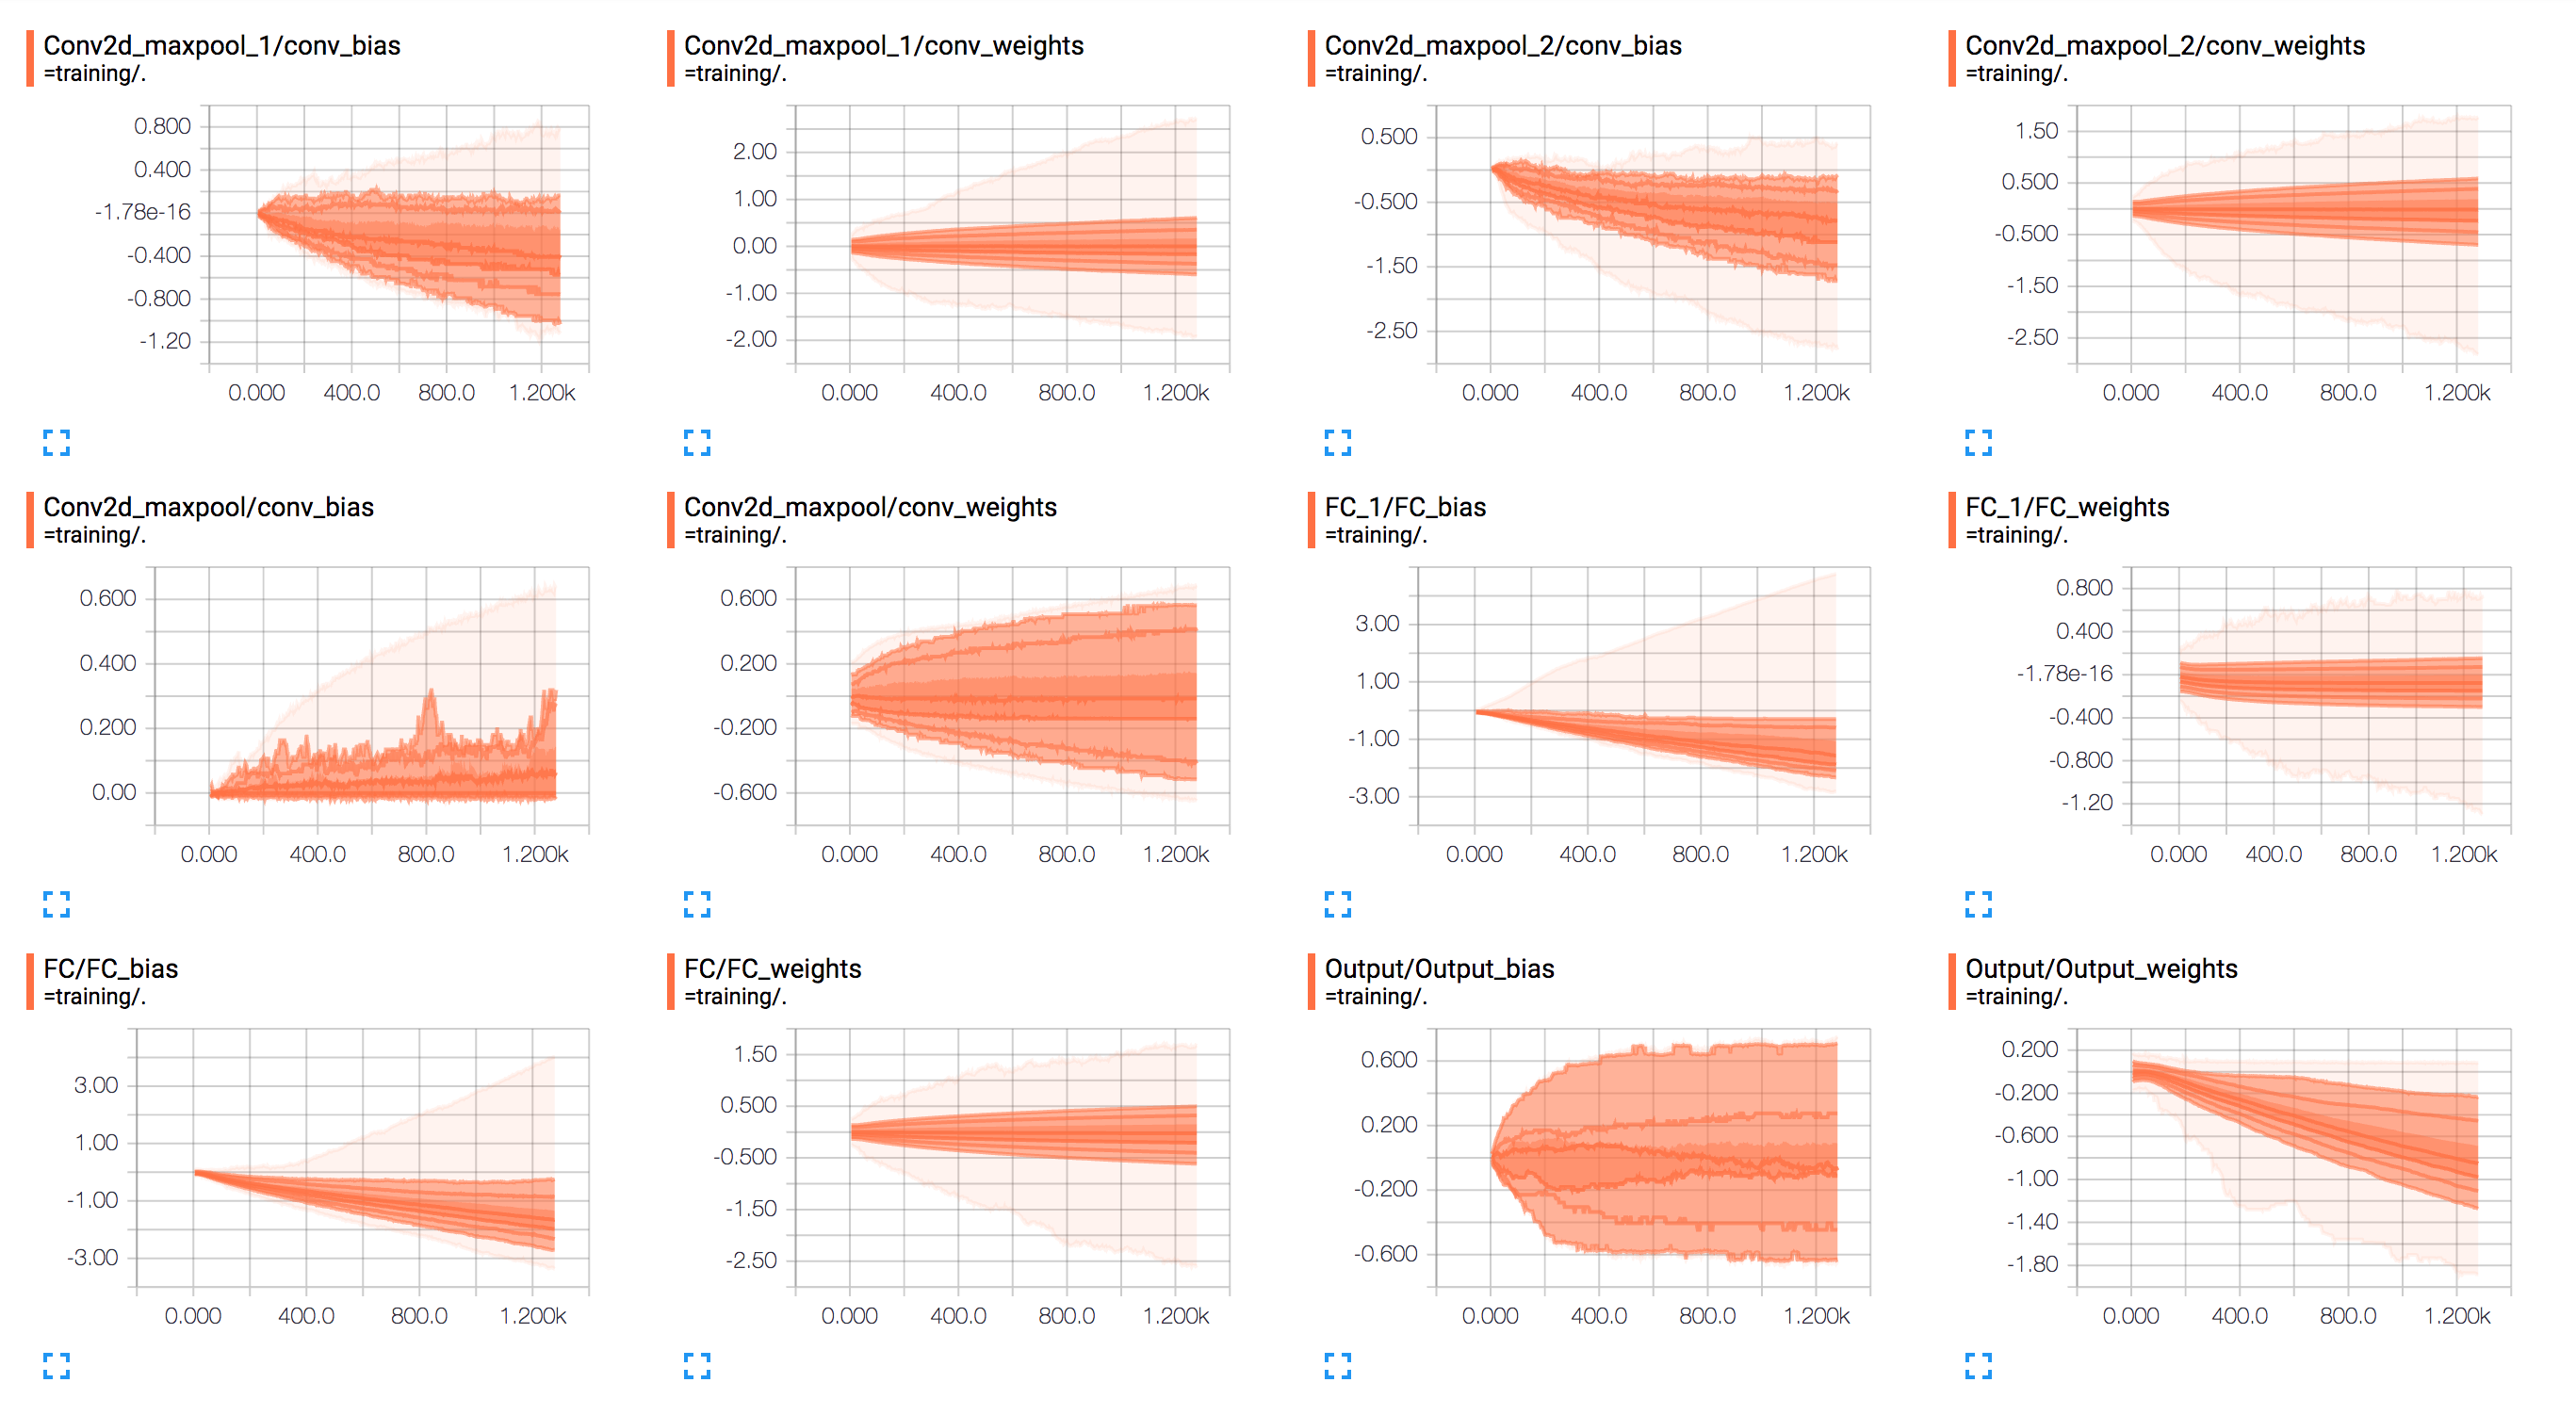 Conv2d_maxpool_1/conv_bias
=training/.
0.800
0.400
-1.78e-16
-0.400
-0.800
-1.20
0.000 400.0 800.0 1.200k
Conv2d_maxpool_1/conv_weights
=training/.
2.00
1.00
0.00
-1.00
-2.00
0.000 400.0 800.0 1.200k
Conv2d_maxpool_2/conv_bias
=training/.
0.500
-0.500
-1.50
-2.50
0.000 400.0 800.0 1.200k
Conv2d_maxpool_2/conv_weights
=training/.
1.50
0.500
-0.500
-1.50
-2.50
0.000 400.0 800.0 1.200k
Conv2d_maxpool/conv_bias
=training/.
0.600
0.400
0.200
0.00
0.000 400.0 800.0 1.200k
Conv2d_maxpool/conv_weights
=training/.
0.600
0.200
-0.200
-0.600
0.000 400.0 800.0 1.200k
FC_1/FC_bias
=training/.
3.00
1.00
-1.00
-3.00
0.000 400.0 800.0 1.200k
FC_1/FC_weights
=training/.
0.800
0.400
-1.78e-16
-0.400
-0.800
-1.20
0.000 400.0 800.0 1.200k
FC/FC_bias
=training/.
3.00
1.00
-1.00
-3.00
0.000 400.0 800.0 1.200k
FC/FC_weights
=training/.
1.50
0.500
-0.500
-1.50
-2.50
0.000 400.0 800.0 1.200k
Output/Output_bias
=training/.
0.600
0.200
-0.200
-0.600
0.000 400.0 800.0 1.200k
Output/Output_weights
=training/.
0.200
-0.200
-0.600
-1.00
-1.40
-1.80
0.000 400.0 800.0 1.200k